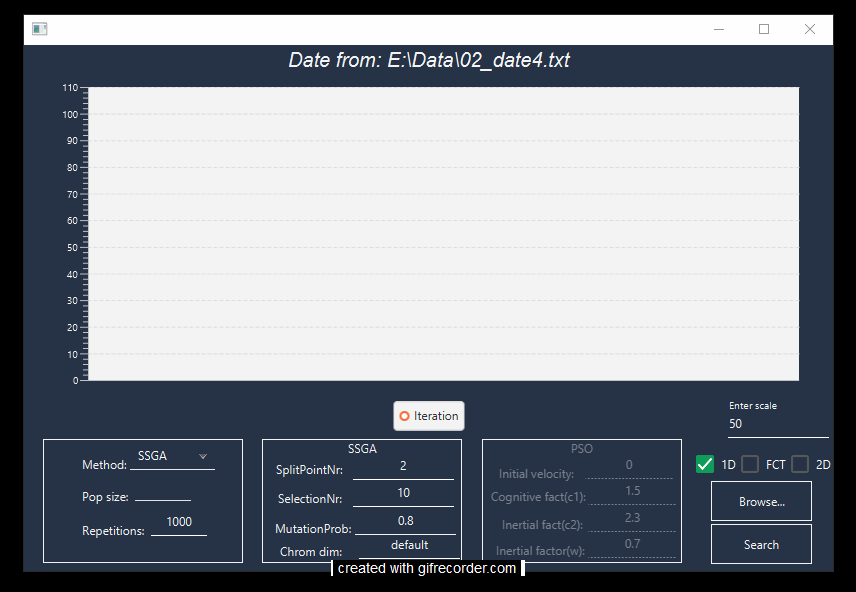 Date from: E:\Data\02_date4.txt
110
100
90
80
70
60
50
40
30
20
10
0
Iteration
Enter scale
50
Method: SSGA
Pop size:
Repetitions: 1000
SSGA
SplitPointNr: 2
SelectionNr: 10
MutationProb: 0.8
Chrom dim: default
PSO
Initial velocity: 0
Cognitive fact(c1): 1.5
Inertial fact(c2): 2.3
Inertial factor(w): 0.7
1D FCT 2D
Browse...
Search
created with gifrecorder.com